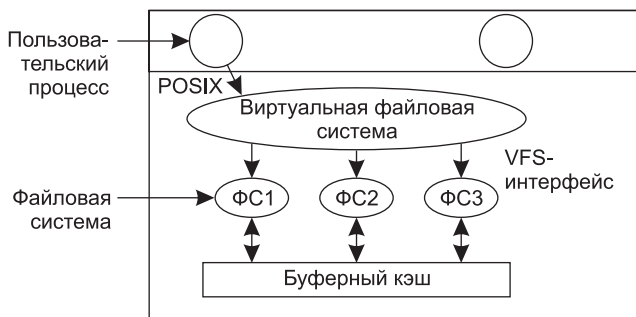 Пользова-
тельский
процесс
POSIX
Виртуальная файловая
система
VFS-
интерфейс
Файловая
система
ФС1
ФС2
ФС3
Буферный кэш